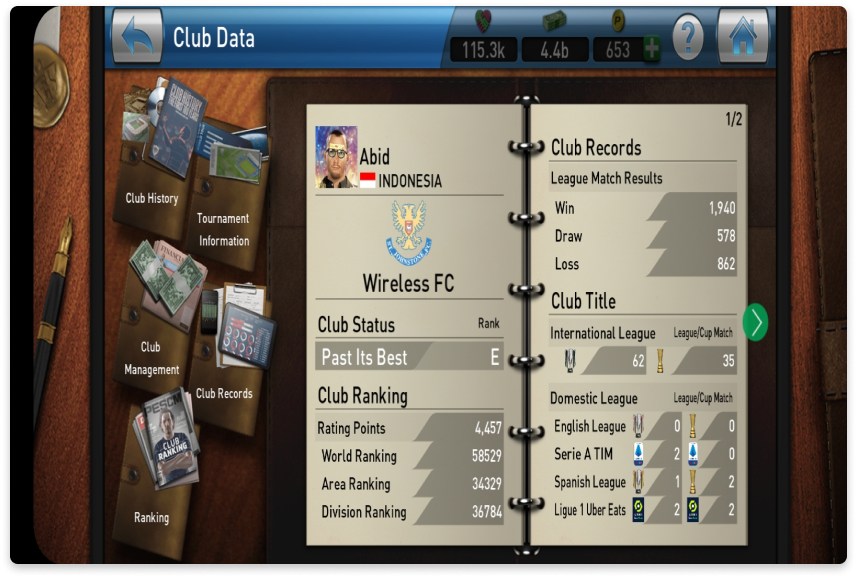 Club Data
115.3k
4.4b
P
653
+
?
Club History
Tournament
Information
FINANCE
Club
Management
Club Records
PESCM
CLUB
RANKING
Ranking
Abid
INDONESIA
ST. JOHNSTONE F.C.
Wireless FC
Club Status Rank
Past Its Best E
Club Ranking
Rating Points 4,457
World Ranking 58529
Area Ranking 34329
Division Ranking 36784
1/2
Club Records
League Match Results
Win 1,940
Draw 578
Loss 862
Club Title
International League League/Cup Match
62 35
Domestic League League/Cup Match
English League 0 0
Serie A TIM 2 0
Spanish League 1 2
Ligue 1 Uber Eats 2 2